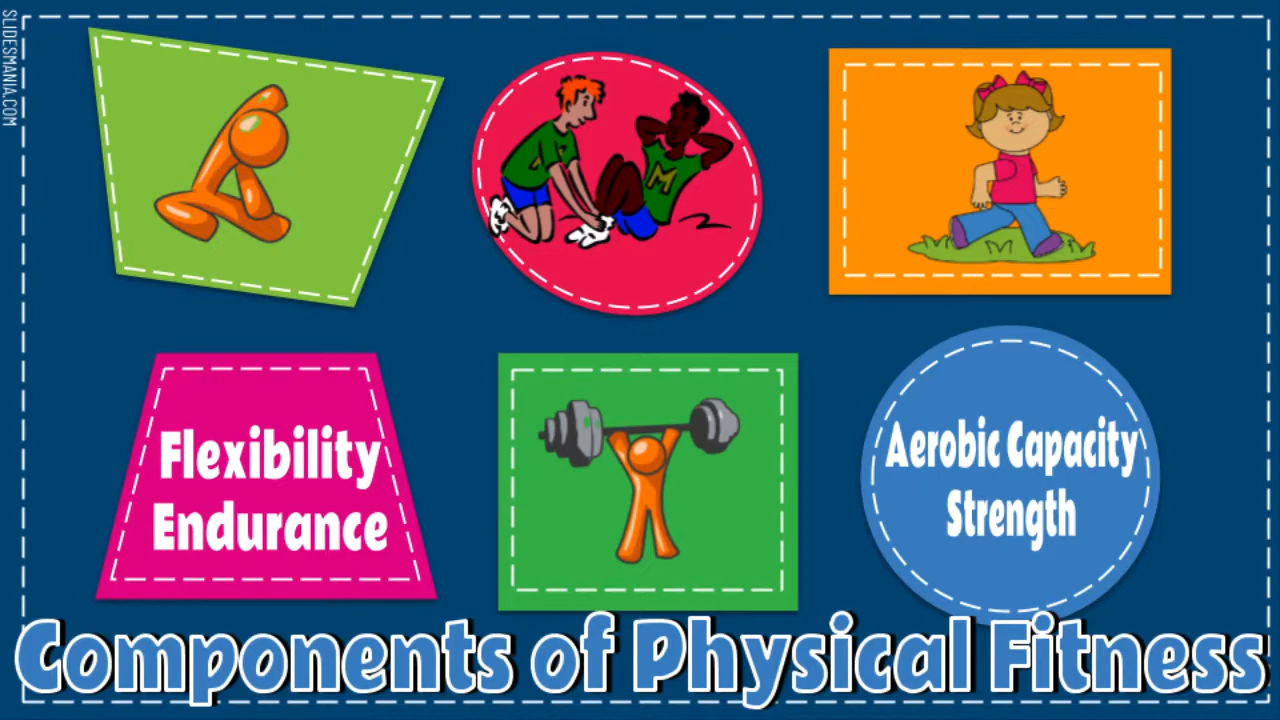 SLIDESMANIA.COM
M
Flexibility
Endurance
Aerobic Capacity
Strength
Components of Physical Fitness